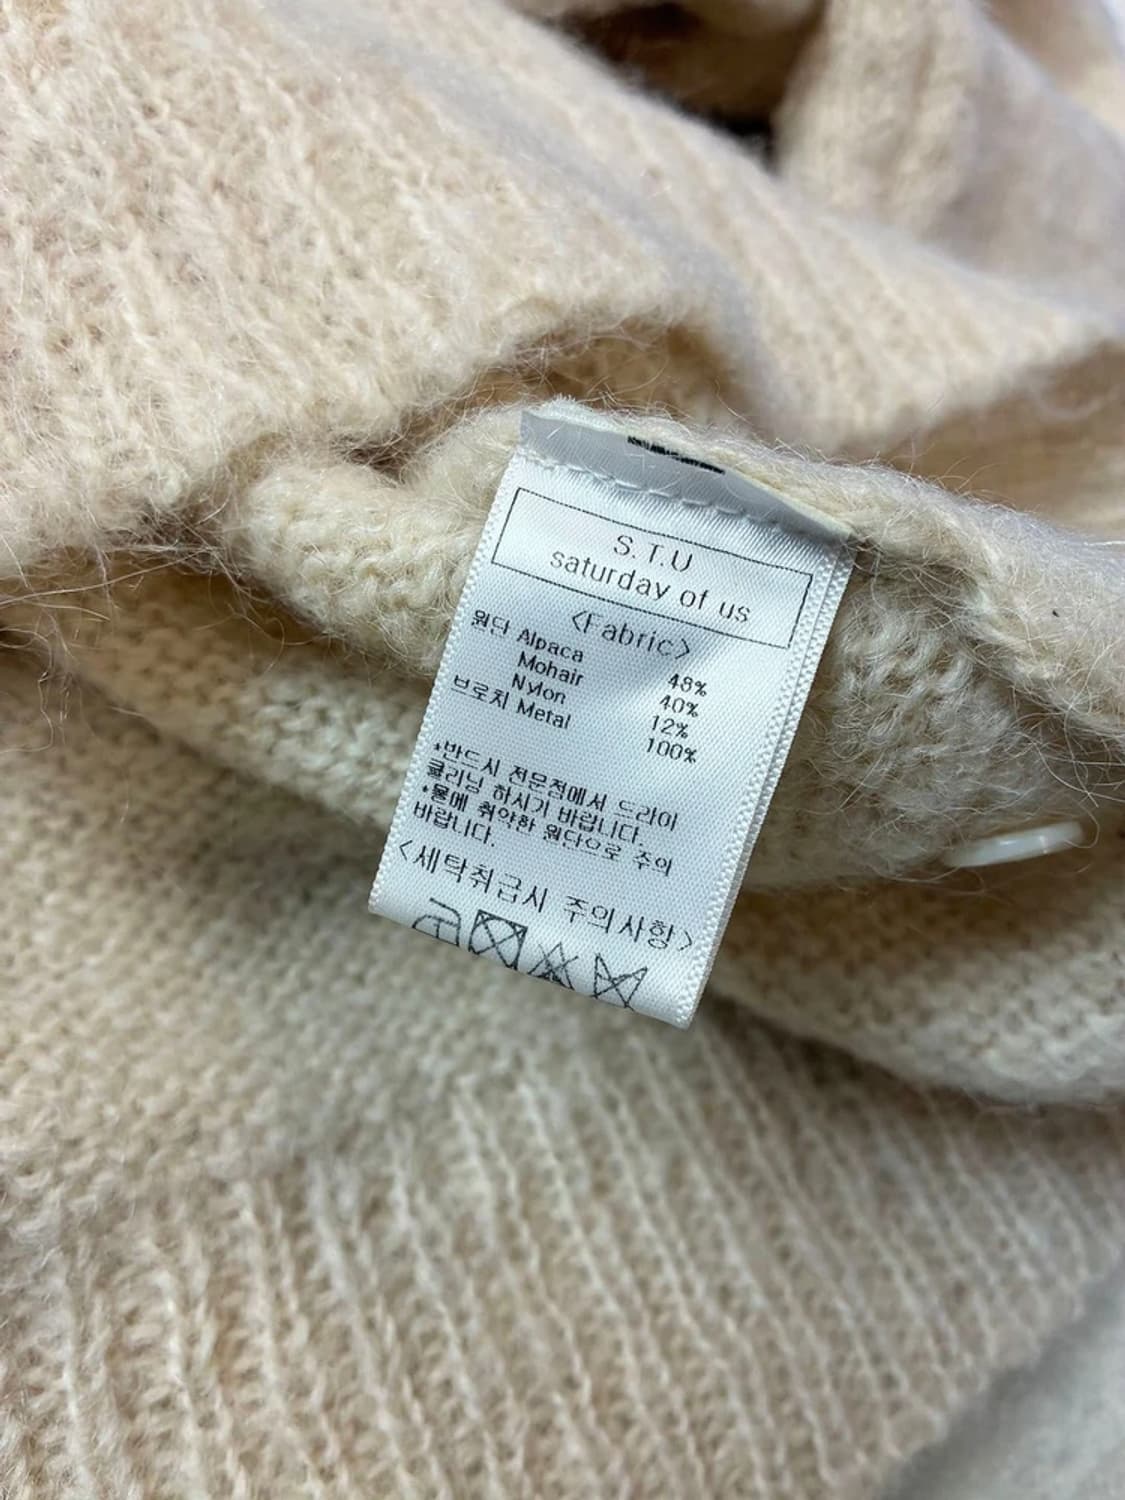 S.T.U
saturday of us
<Fabric>
원단 Alpaca 48%
Mohair 40%
Nylon 12%
브로치 Metal 100%
*반드시 전문점에서 드라이
클리닝 하시기 바랍니다.
*물에 취약한 원단으로 주의
바랍니다.
<세탁취급시 주의사항>